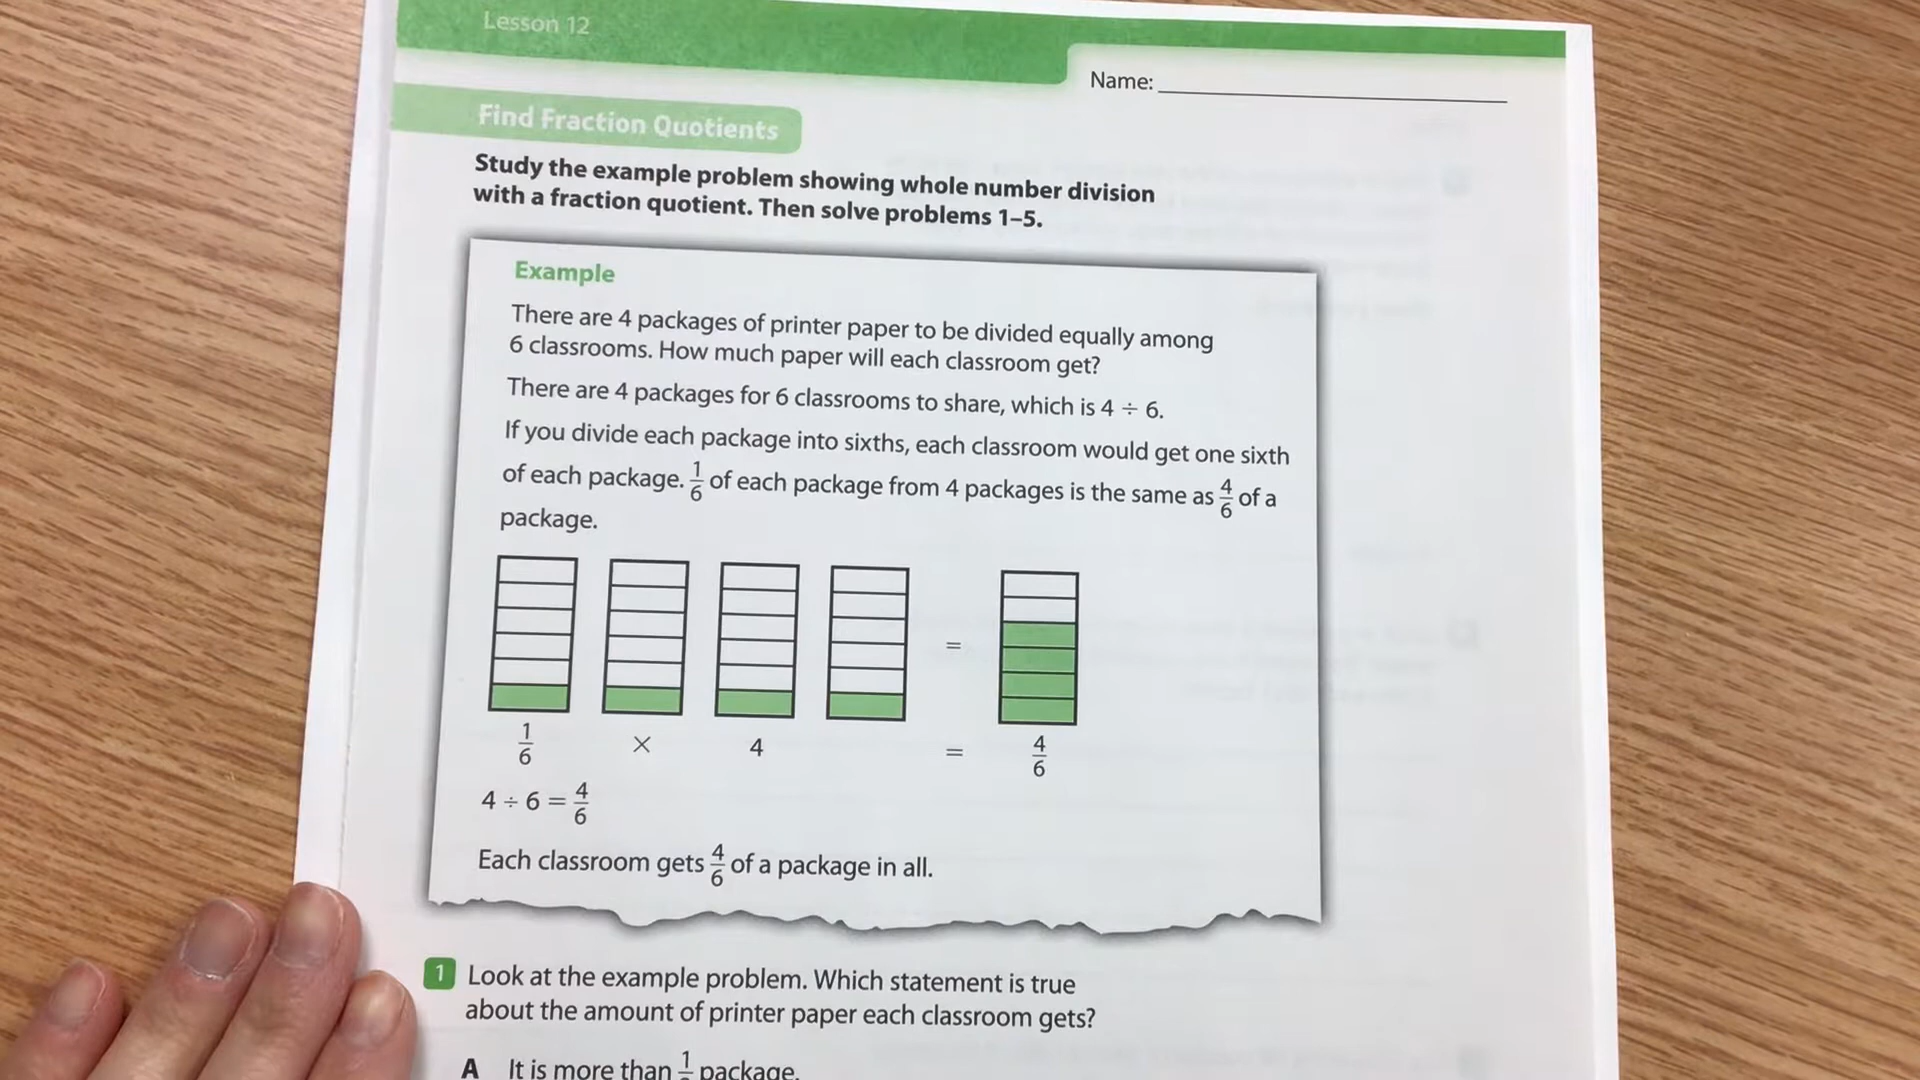 Lesson 12
Name:
Find Fraction Quotients
Study the example problem showing whole number division
with a fraction quotient. Then solve problems 1–5.
Example
There are 4 packages of printer paper to be divided equally among
6 classrooms. How much paper will each classroom get?
There are 4 packages for 6 classrooms to share, which is 4 ÷ 6.
If you divide each package into sixths, each classroom would get one sixth
of each package. 1/6 of each package from 4 packages is the same as 4/6 of a
package.
=
1/6 × 4 = 4/6
4 ÷ 6 = 4/6
Each classroom gets 4/6 of a package in all.
1 Look at the example problem. Which statement is true
about the amount of printer paper each classroom gets?
A It is more than package.